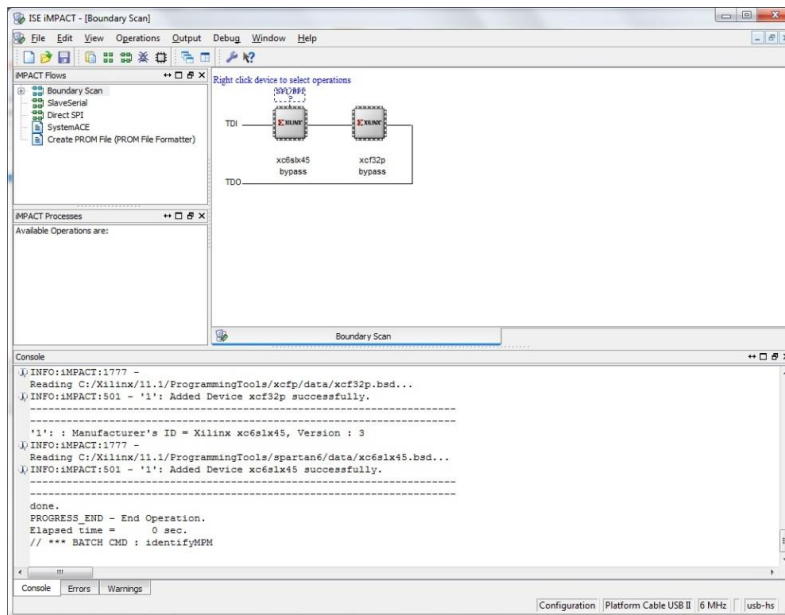 ISE iMPACT - [Boundary Scan]
File Edit View Operations Output Debug Window Help
iMPACT Flows
Boundary Scan
SlaveSerial
Direct SPI
SystemACE
Create PROM File (PROM File Formatter)
iMPACT Processes
Available Operations are:
Right click device to select operations
TDI
XILINX XILINX
xc6slx45 xcf32p
bypass bypass
TDO
Boundary Scan
Console
INFO:iMPACT:1777 -
Reading C:/Xilinx/11.1/ProgrammingTools/xcfp/data/xcf32p.bsd...
INFO:iMPACT:501 - '1': Added Device xcf32p successfully.
----------------------------------------------------------------------
----------------------------------------------------------------------
'1': : Manufacturer's ID = Xilinx xc6slx45, Version : 3
INFO:iMPACT:1777 -
Reading C:/Xilinx/11.1/ProgrammingTools/spartan6/data/xc6slx45.bsd...
INFO:iMPACT:501 - '1': Added Device xc6slx45 successfully.
----------------------------------------------------------------------
----------------------------------------------------------------------
done.
PROGRESS_END - End Operation.
Elapsed time = 0 sec.
// *** BATCH CMD : identifyMPM
Console Errors Warnings
Configuration Platform Cable USB II 6 MHz usb-hs